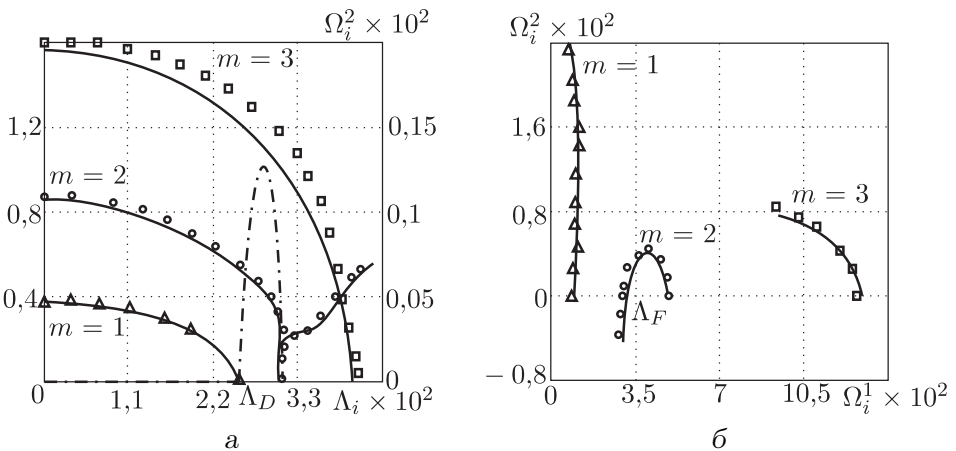 Ω_i^2 × 10^2
m = 3
1,2
0,15
m = 2
0,8
0,1
0,4
0,05
m = 1
0
0
1,1
2,2
Λ_D
3,3
Λ_i × 10^2
а
Ω_i^2 × 10^2
m = 1
1,6
m = 3
0,8
m = 2
0
Λ_F
− 0,8
0
3,5
7
10,5
Ω_i^2 × 10^2
б